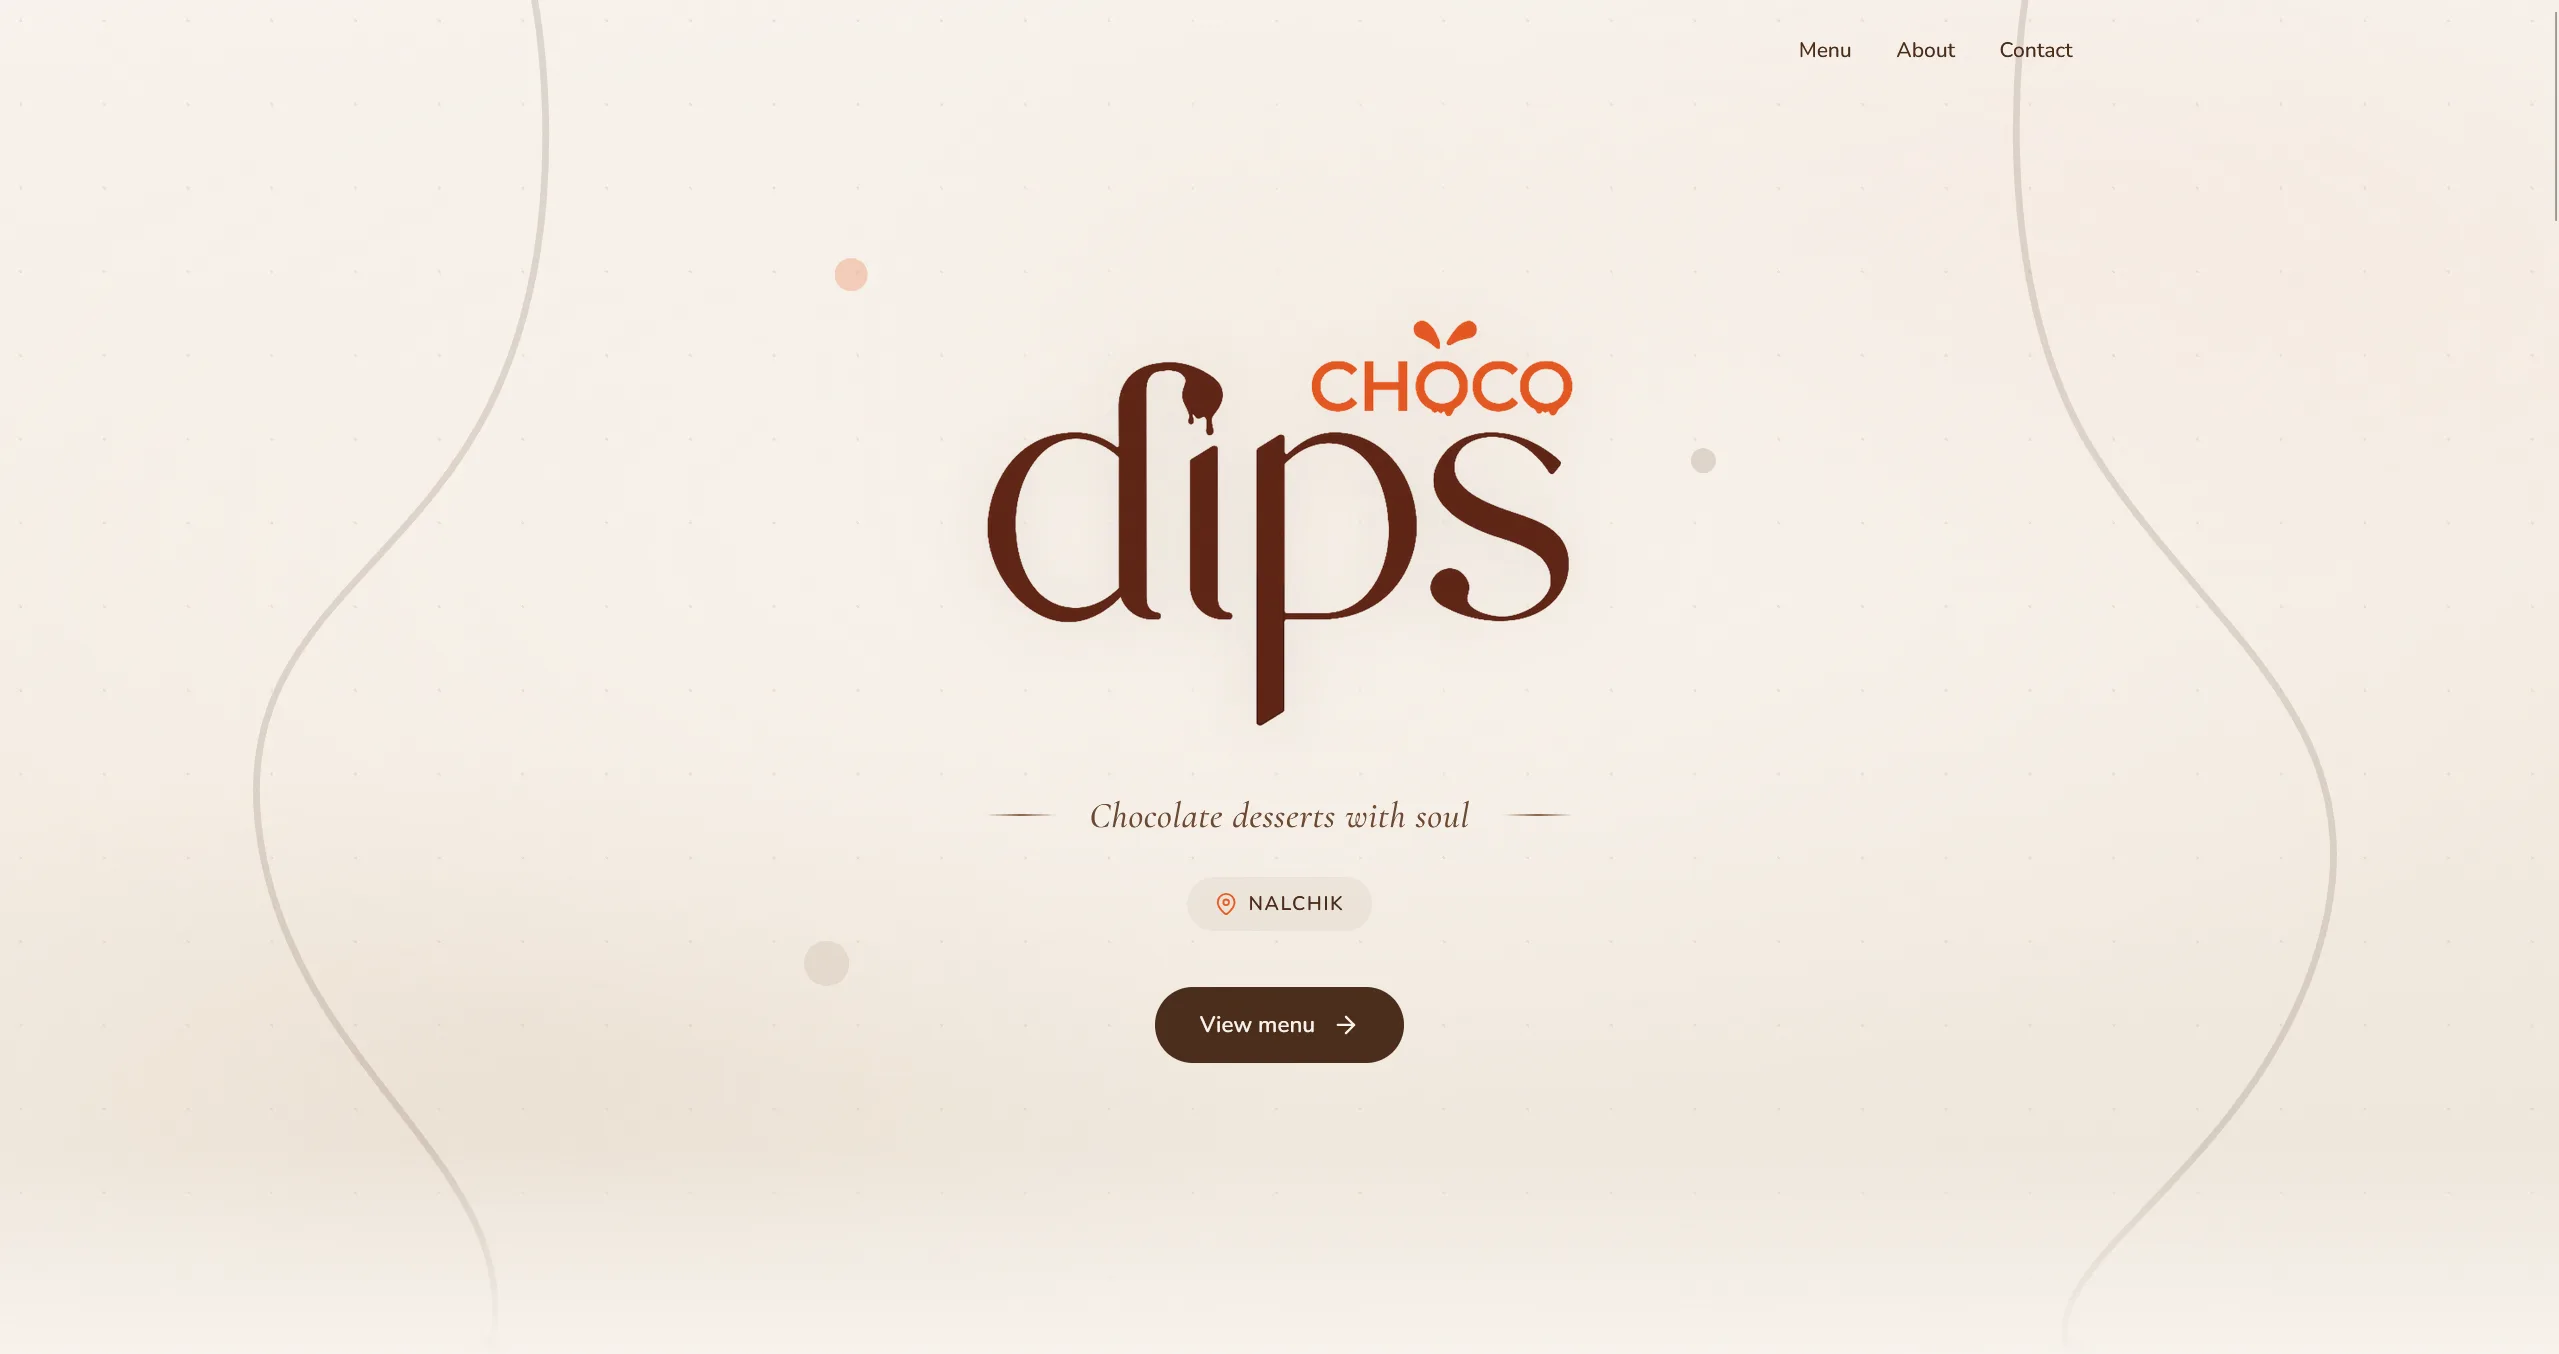 Menu About Contact
CHOCO
dips
Chocolate desserts with soul
NALCHIK
View menu